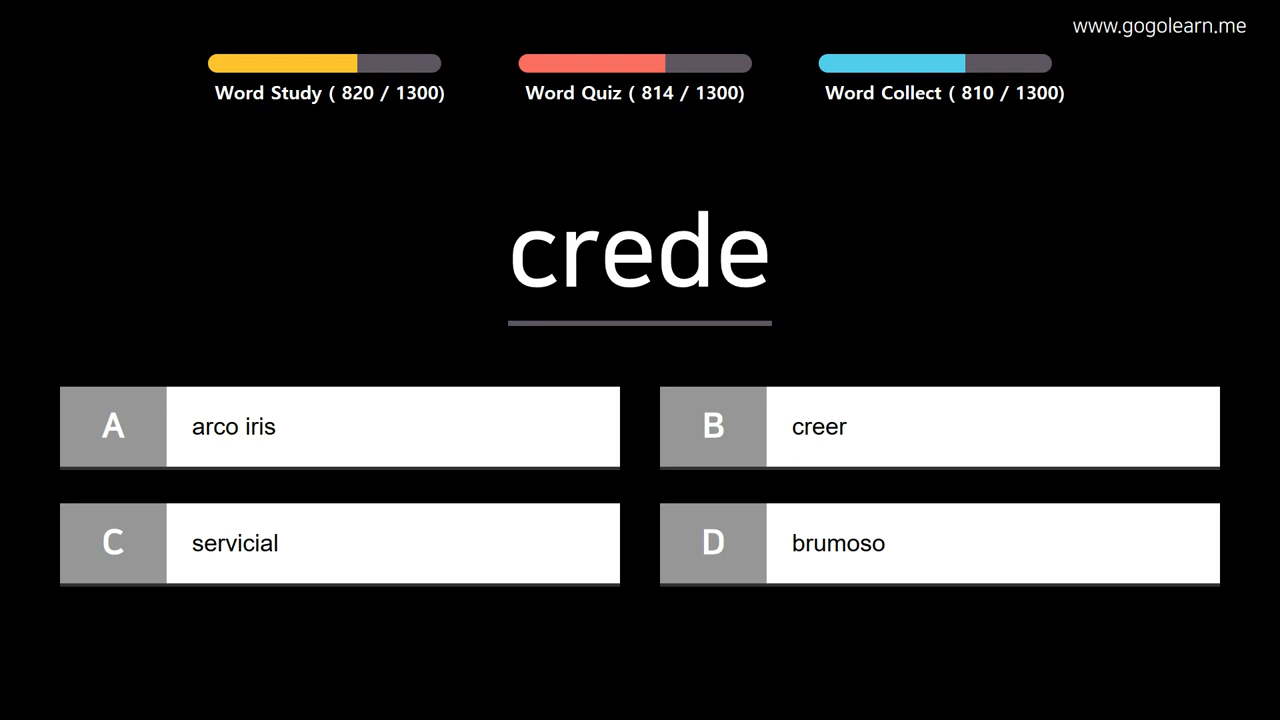 www.gogolearn.me
Word Study ( 820 / 1300)
Word Quiz ( 814 / 1300)
Word Collect ( 810 / 1300)
crede
A
arco iris
B
creer
C
servicial
D
brumoso